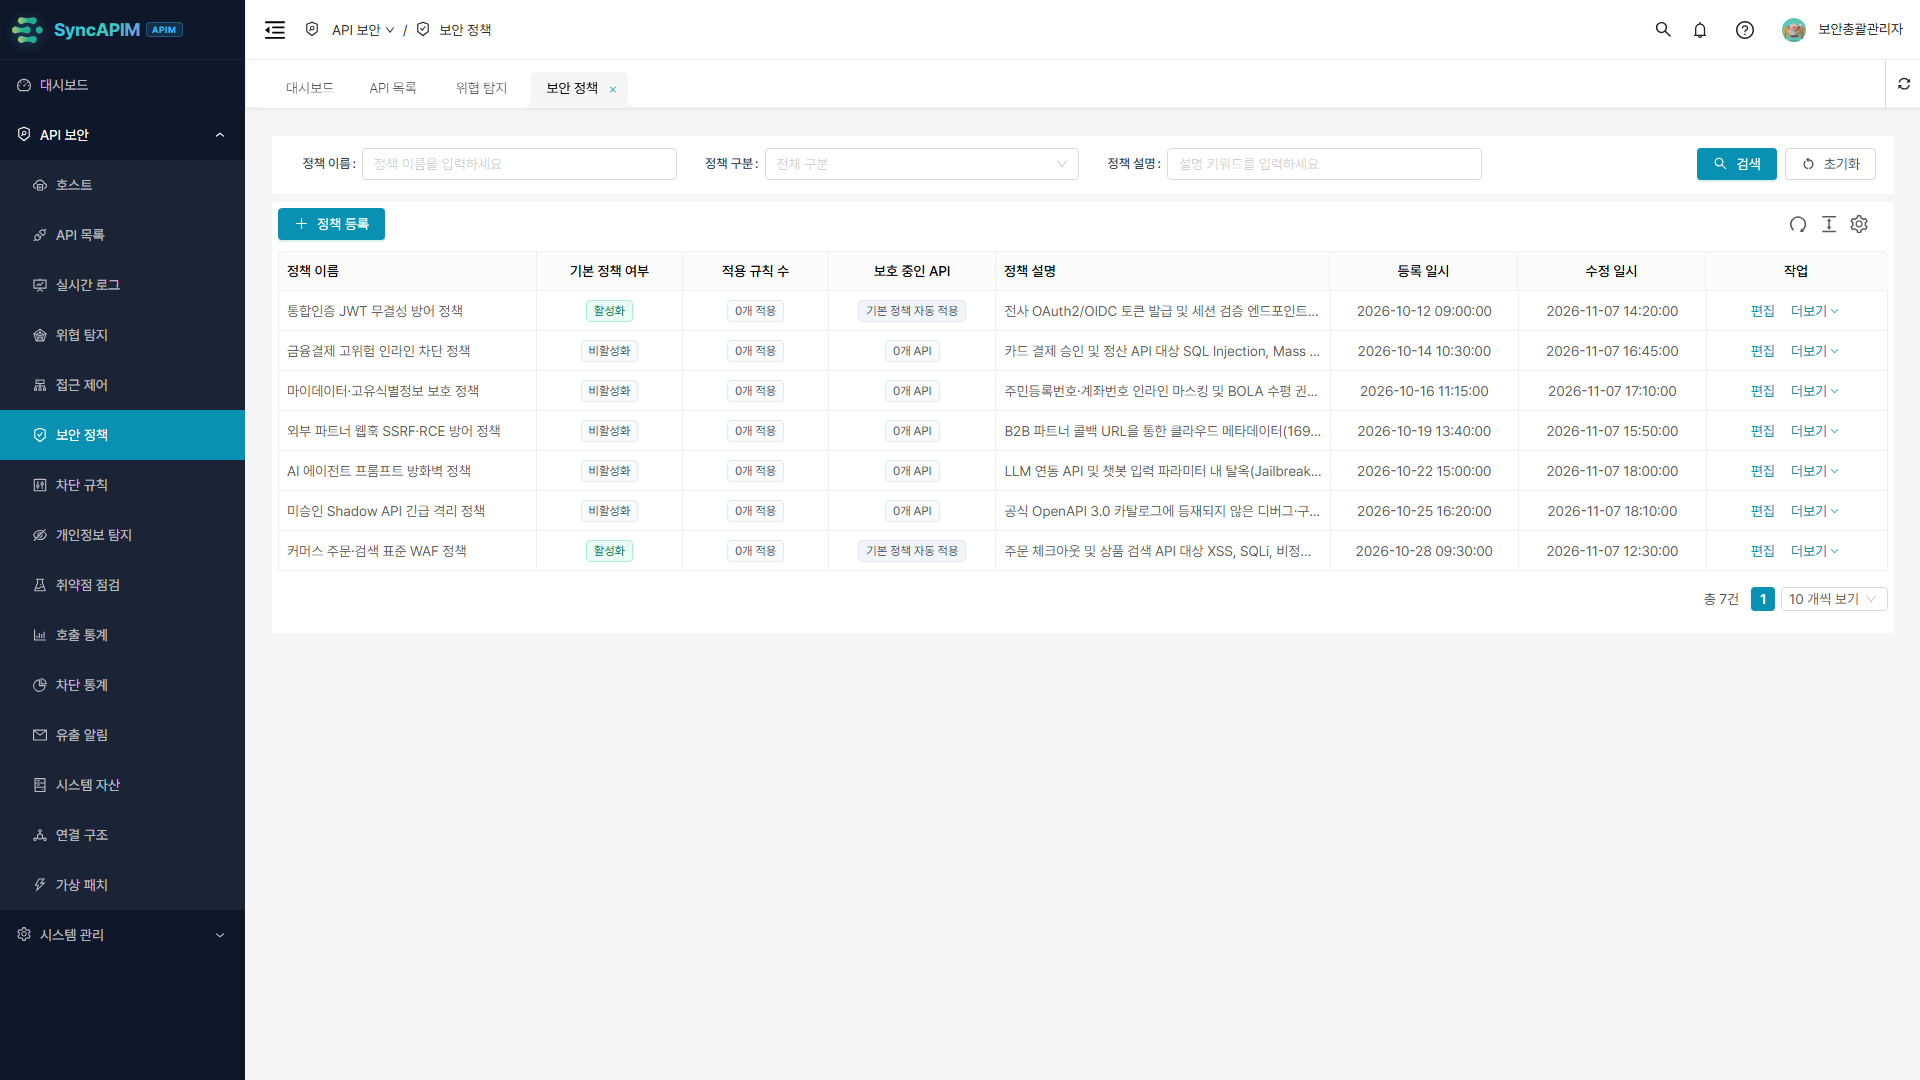 SyncAPIM APIM
대시보드
API 보안
호스트
API 목록
실시간 로그
위협 탐지
접근 제어
보안 정책
차단 규칙
개인정보 탐지
취약점 점검
호출 통계
차단 통계
유출 알림
시스템 자산
연결 구조
가상 패치
시스템 관리
API 보안 / 보안 정책
보안총괄관리자
대시보드 API 목록 위협 탐지 보안 정책 ×
정책 이름 : 정책 이름을 입력하세요 정책 구분 : 전체 구분 정책 설명 : 설명 키워드를 입력하세요 검색 초기화
정책 등록
정책 이름 기본 정책 여부 적용 규칙 수 보호 중인 API 정책 설명 등록 일시 수정 일시 작업
통합인증 JWT 무결성 방어 정책 활성화 0개 적용 기본 정책 자동 적용 전사 OAuth2/OIDC 토큰 발급 및 세션 검증 엔드포인트... 2026-10-12 09:00:00 2026-11-07 14:20:00 편집 더보기
금융결제 고위험 인라인 차단 정책 비활성화 0개 적용 0개 API 카드 결제 승인 및 정산 API 대상 SQL Injection, Mass ... 2026-10-14 10:30:00 2026-11-07 16:45:00 편집 더보기
마이데이터·고유식별정보 보호 정책 비활성화 0개 적용 0개 API 주민등록번호·계좌번호 인라인 마스킹 및 BOLA 수평 권... 2026-10-16 11:15:00 2026-11-07 17:10:00 편집 더보기
외부 파트너 웹훅 SSRF·RCE 방어 정책 비활성화 0개 적용 0개 API B2B 파트너 콜백 URL을 통한 클라우드 메타데이터(169... 2026-10-19 13:40:00 2026-11-07 15:50:00 편집 더보기
AI 에이전트 프롬프트 방화벽 정책 비활성화 0개 적용 0개 API LLM 연동 API 및 챗봇 입력 파라미터 내 탈옥(Jailbreak... 2026-10-22 15:00:00 2026-11-07 18:00:00 편집 더보기
미승인 Shadow API 긴급 격리 정책 비활성화 0개 적용 0개 API 공식 OpenAPI 3.0 카탈로그에 등재되지 않은 디버그·구... 2026-10-25 16:20:00 2026-11-07 18:10:00 편집 더보기
커머스 주문·검색 표준 WAF 정책 활성화 0개 적용 기본 정책 자동 적용 주문 체크아웃 및 상품 검색 API 대상 XSS, SQLi, 비정... 2026-10-28 09:30:00 2026-11-07 12:30:00 편집 더보기
총 7건 1 10 개씩 보기